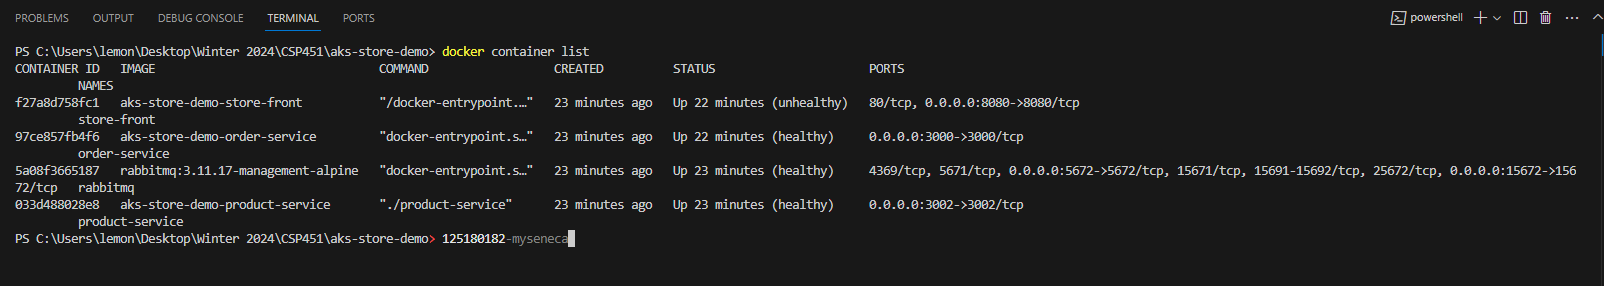 PROBLEMS OUTPUT DEBUG CONSOLE TERMINAL PORTS powershell
PS C:\Users\lemon\Desktop\Winter 2024\CSP451\aks-store-demo> docker container list
CONTAINER ID IMAGE COMMAND CREATED STATUS PORTS
NAMES
f27a8d758fc1 aks-store-demo-store-front "/docker-entrypoint.…" 23 minutes ago Up 22 minutes (unhealthy) 80/tcp, 0.0.0.0:8080->8080/tcp
store-front
97ce857fb4f6 aks-store-demo-order-service "docker-entrypoint.s…" 23 minutes ago Up 22 minutes (healthy) 0.0.0.0:3000->3000/tcp
order-service
5a08f3665187 rabbitmq:3.11.17-management-alpine "docker-entrypoint.s…" 23 minutes ago Up 23 minutes (healthy) 4369/tcp, 5671/tcp, 0.0.0.0:5672->5672/tcp, 15671/tcp, 15691-15692/tcp, 25672/tcp, 0.0.0.0:15672->156
72/tcp rabbitmq
033d488028e8 aks-store-demo-product-service "./product-service" 23 minutes ago Up 23 minutes (healthy) 0.0.0.0:3002->3002/tcp
product-service
PS C:\Users\lemon\Desktop\Winter 2024\CSP451\aks-store-demo> 125180182-myseneca